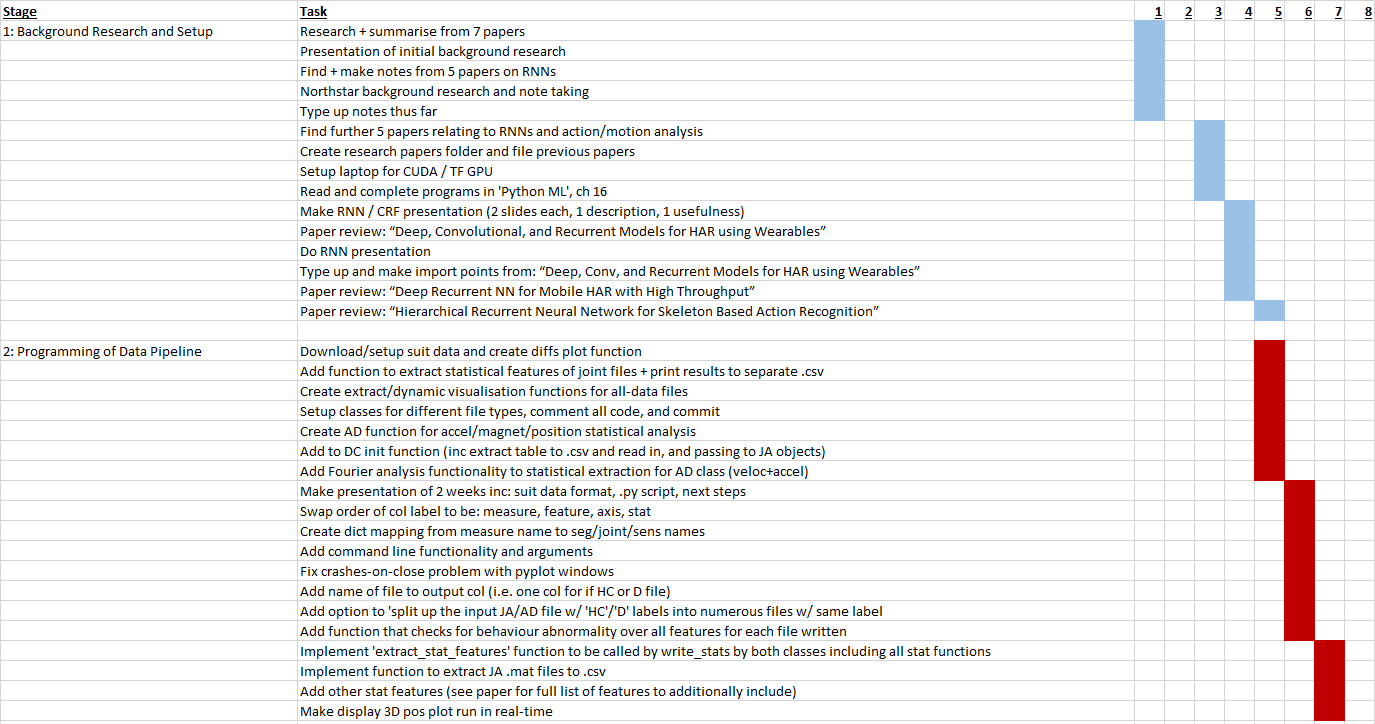 Stage Task 1 2 3 4 5 6 7 8
1: Background Research and Setup Research + summarise from 7 papers
Presentation of initial background research
Find + make notes from 5 papers on RNNs
Northstar background research and note taking
Type up notes thus far
Find further 5 papers relating to RNNs and action/motion analysis
Create research papers folder and file previous papers
Setup laptop for CUDA / TF GPU
Read and complete programs in 'Python ML', ch 16
Make RNN / CRF presentation (2 slides each, 1 description, 1 usefulness)
Paper review: “Deep, Convolutional, and Recurrent Models for HAR using Wearables”
Do RNN presentation
Type up and make import points from: “Deep, Conv, and Recurrent Models for HAR using Wearables”
Paper review: “Deep Recurrent NN for Mobile HAR with High Throughput”
Paper review: “Hierarchical Recurrent Neural Network for Skeleton Based Action Recognition”
2: Programming of Data Pipeline Download/setup suit data and create diffs plot function
Add function to extract statistical features of joint files + print results to separate .csv
Create extract/dynamic visualisation functions for all-data files
Setup classes for different file types, comment all code, and commit
Create AD function for accel/magnet/position statistical analysis
Add to DC init function (inc extract table to .csv and read in, and passing to JA objects)
Add Fourier analysis functionality to statistical extraction for AD class (veloc+accel)
Make presentation of 2 weeks inc: suit data format, .py script, next steps
Swap order of col label to be: measure, feature, axis, stat
Create dict mapping from measure name to seg/joint/sens names
Add command line functionality and arguments
Fix crashes-on-close problem with pyplot windows
Add name of file to output col (i.e. one col for if HC or D file)
Add option to 'split up the input JA/AD file w/ 'HC'/'D' labels into numerous files w/ same label
Add function that checks for behaviour abnormality over all features for each file written
Implement 'extract_stat_features' function to be called by write_stats by both classes including all stat functions
Implement function to extract JA .mat files to .csv
Add other stat features (see paper for full list of features to additionally include)
Make display 3D pos plot run in real-time